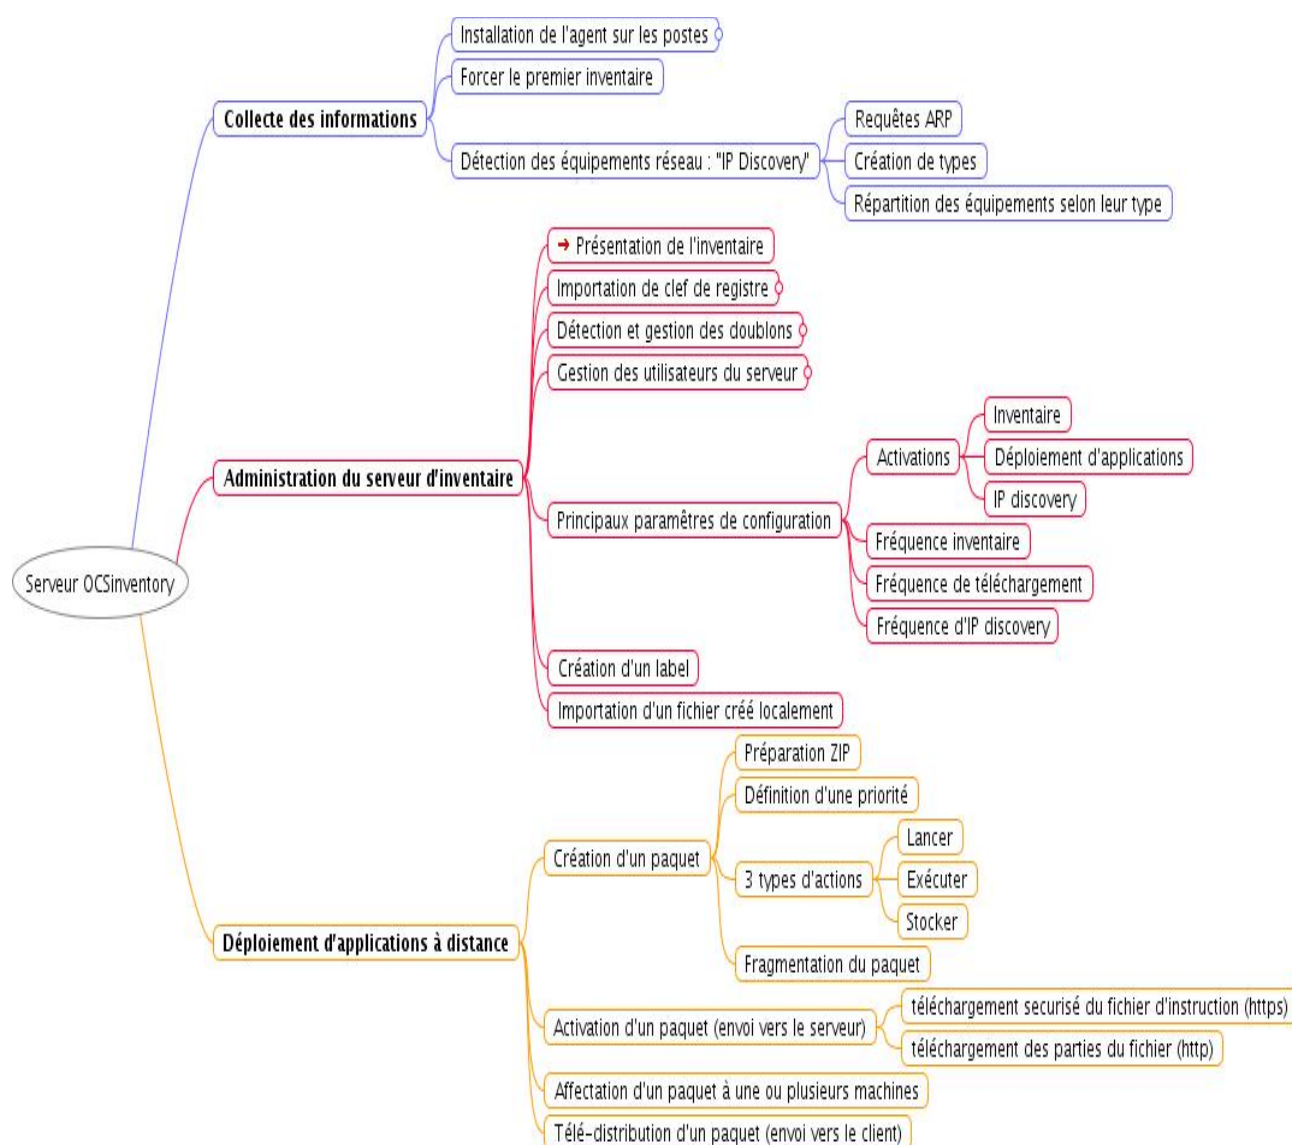 Serveur OCSinventory
Collecte des informations
Installation de l'agent sur les postes
Forcer le premier inventaire
Détection des équipements réseau : "IP Discovery"
Requêtes ARP
Création de types
Répartition des équipements selon leur type
Administration du serveur d'inventaire
Présentation de l'inventaire
Importation de clef de registre
Détection et gestion des doublons
Gestion des utilisateurs du serveur
Principaux paramêtres de configuration
Activations
Inventaire
Déploiement d'applications
IP discovery
Fréquence inventaire
Fréquence de téléchargement
Fréquence d'IP discovery
Création d'un label
Importation d'un fichier créé localement
Déploiement d'applications à distance
Création d'un paquet
Préparation ZIP
Définition d'une priorité
3 types d'actions
Lancer
Exécuter
Stocker
Fragmentation du paquet
Activation d'un paquet (envoi vers le serveur)
téléchargement securisé du fichier d'instruction (https)
téléchargement des parties du fichier (http)
Affectation d'un paquet à une ou plusieurs machines
Télé-distribution d'un paquet (envoi vers le client)